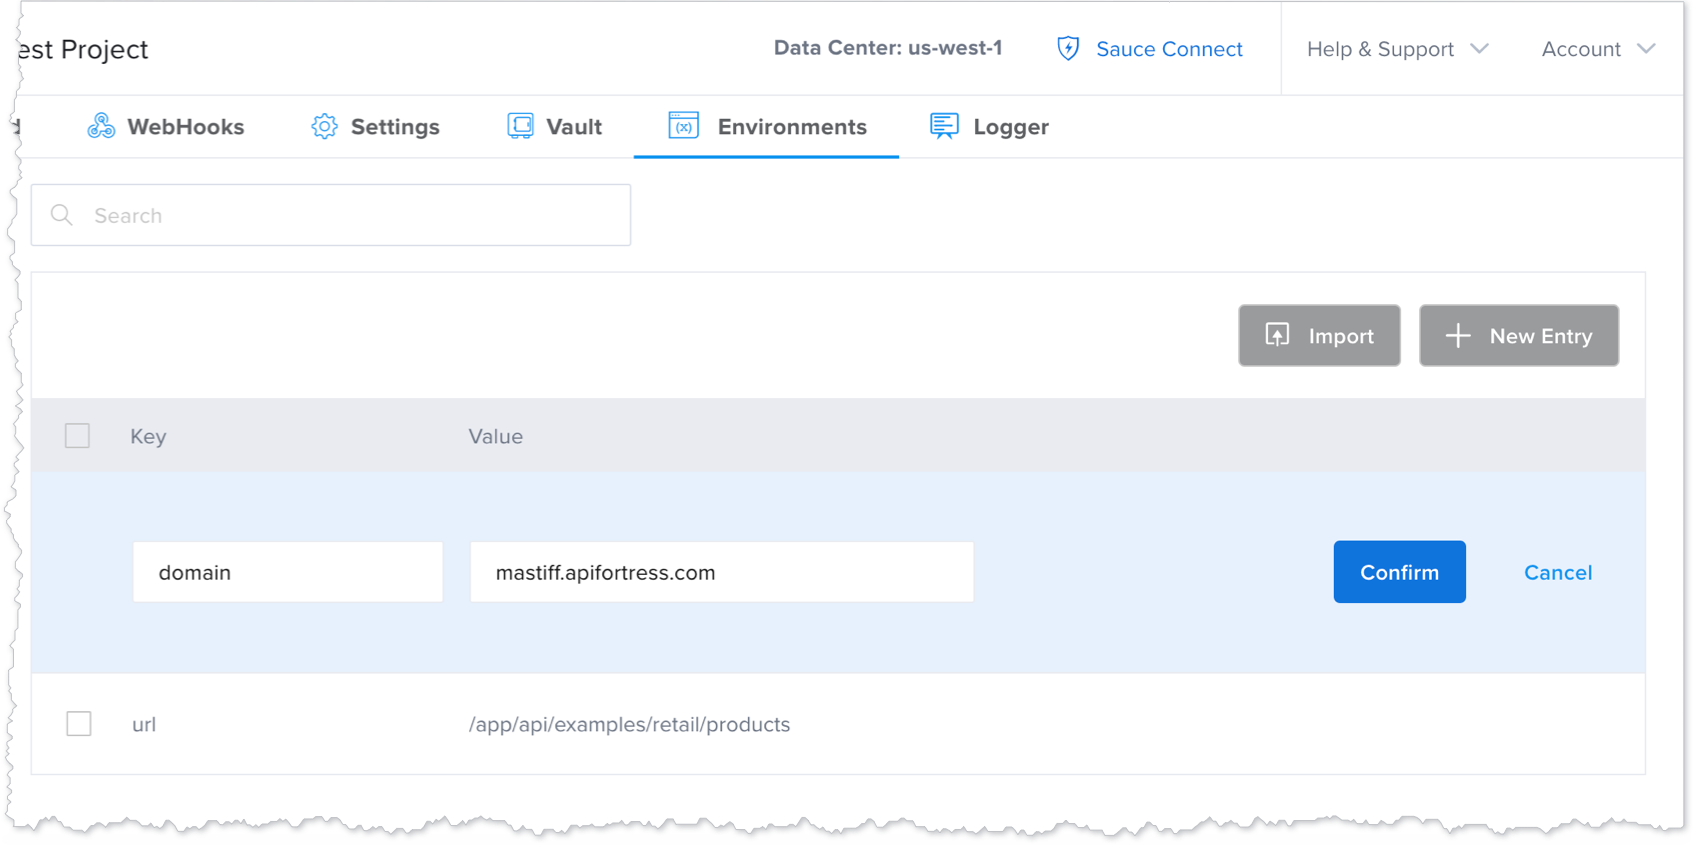 est Project
Data Center: us-west-1
Sauce Connect
Help & Support
Account
WebHooks
Settings
Vault
Environments
Logger
Search
Import
New Entry
Key
Value
domain
mastiff.apifortress.com
Confirm
Cancel
url
/app/api/examples/retail/products